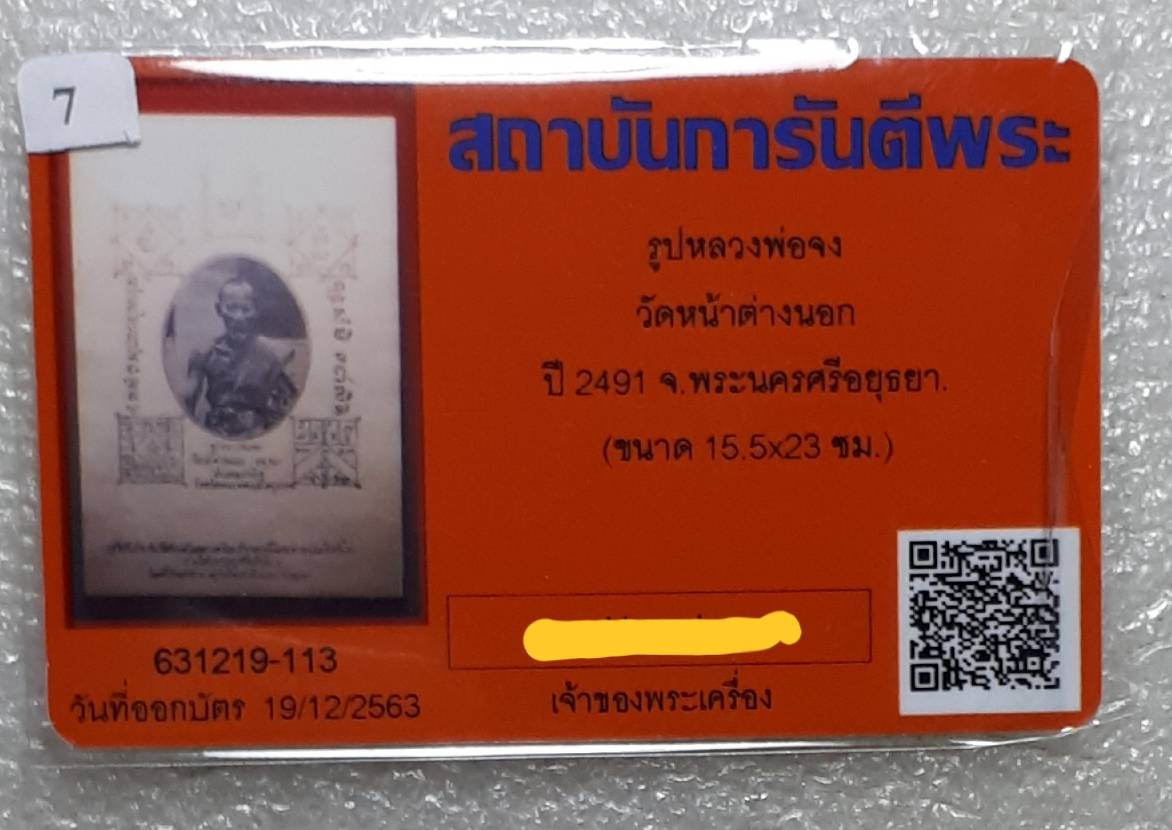 7
สถาบันการันตีพระ
รูปหลวงพ่อจง
วัดหน้าต่างนอก
ปี 2491 จ.พระนครศรีอยุธยา.
(ขนาด 15.5x23 ซม.)
631219-113
วันที่ออกบัตร 19/12/2563
เจ้าของพระเครื่อง